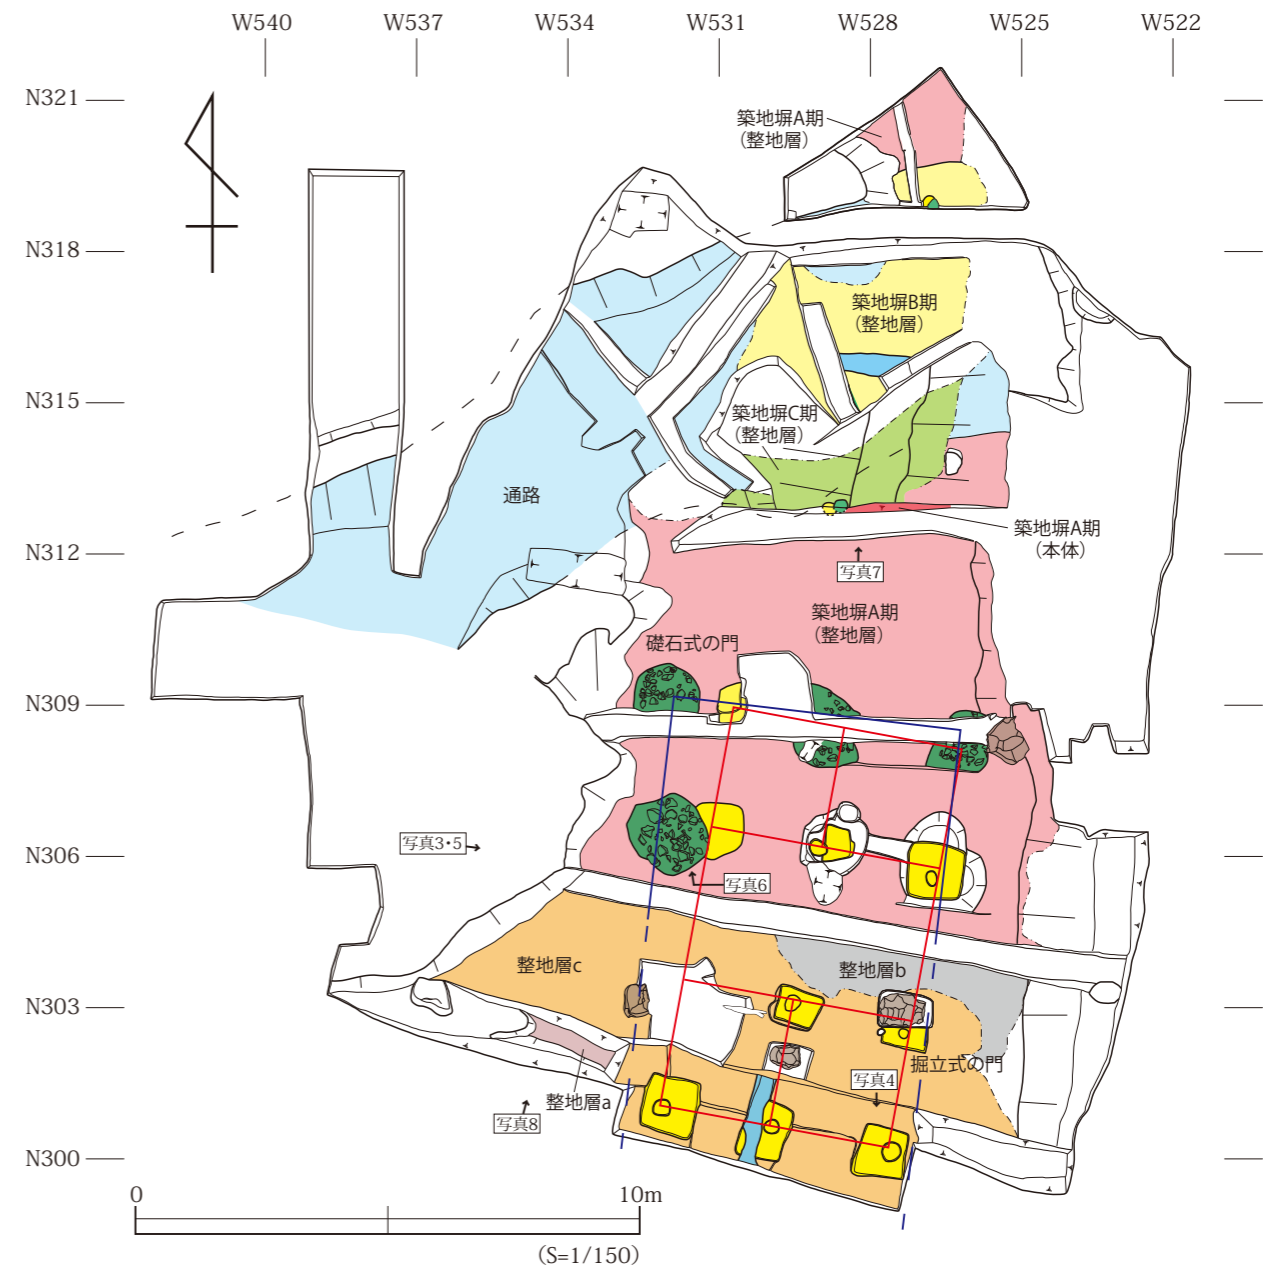 W540 W537 W534 W531 W528 W525 W522
N321
築地塀A期
（整地層）
N318
築地塀B期
（整地層）
N315
築地塀C期
（整地層）
通路
築地塀A期
（本体）
N312
写真7
築地塀A期
（整地層）
礎石式の門
N309
N306
写真3・5
写真6
整地層c
整地層b
N303
掘立式の門
写真4
整地層a
写真8
N300
0 10m
（S=1/150）